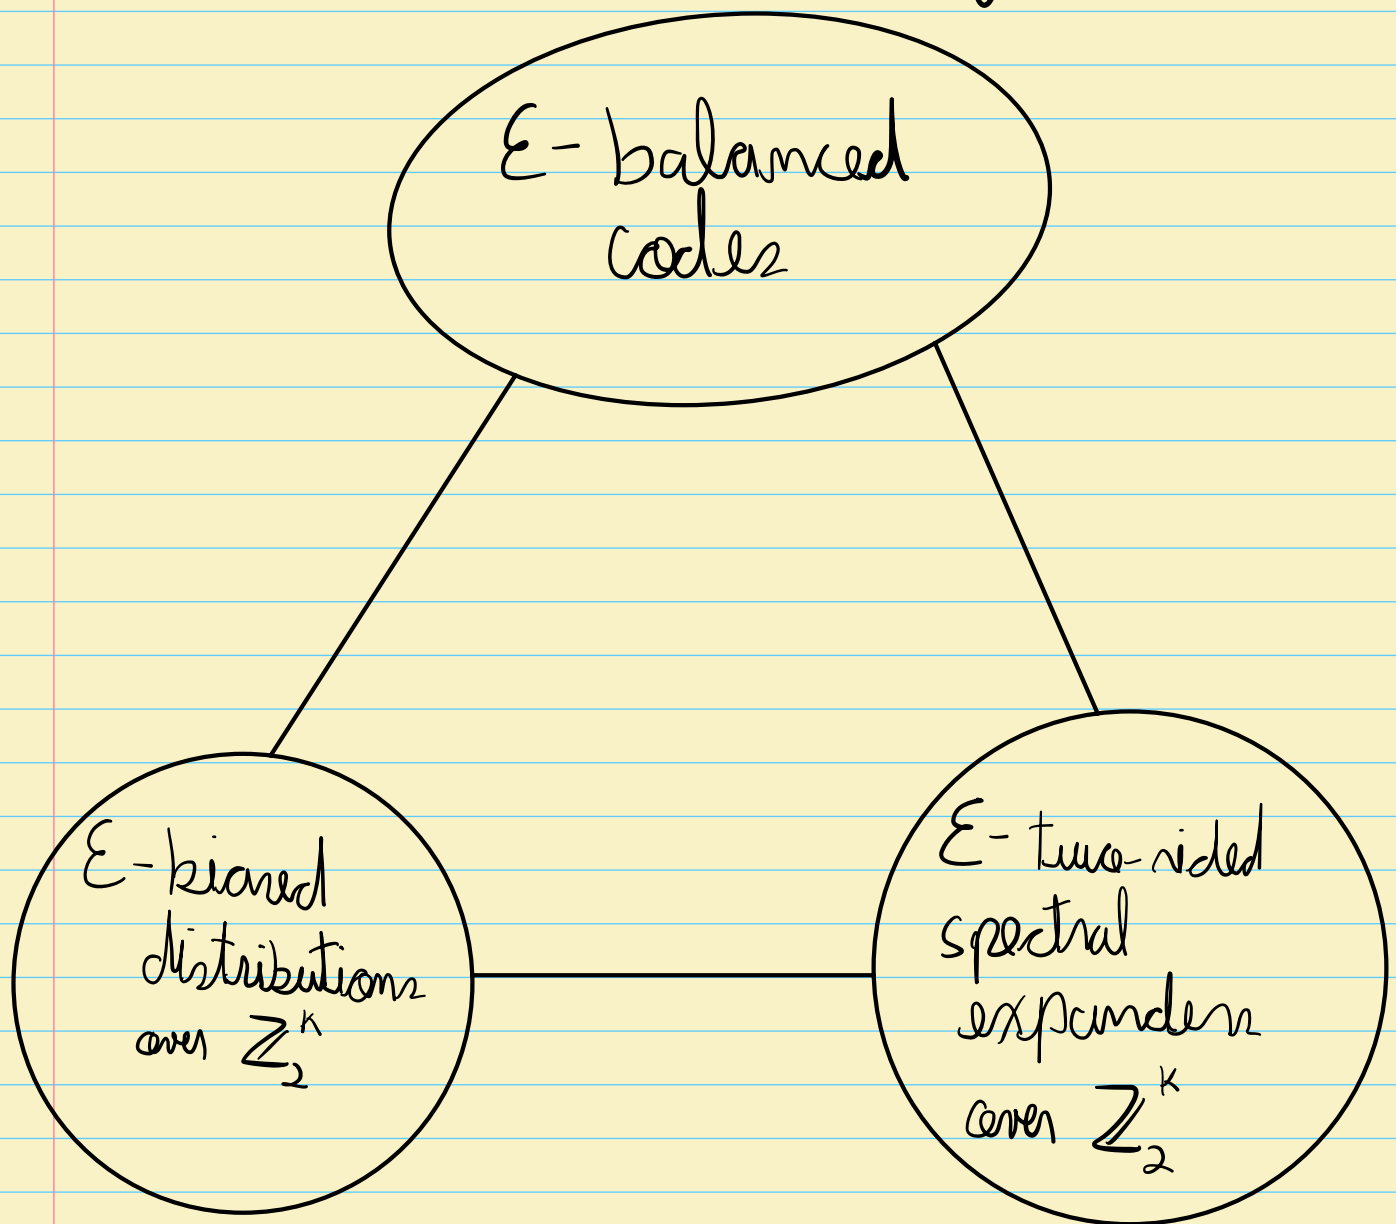 ε-balanced
codes
ε-biased
distributions
over ℤ₂ᵏ
ε-two-sided
spectral
expanders
over ℤ₂ᵏ